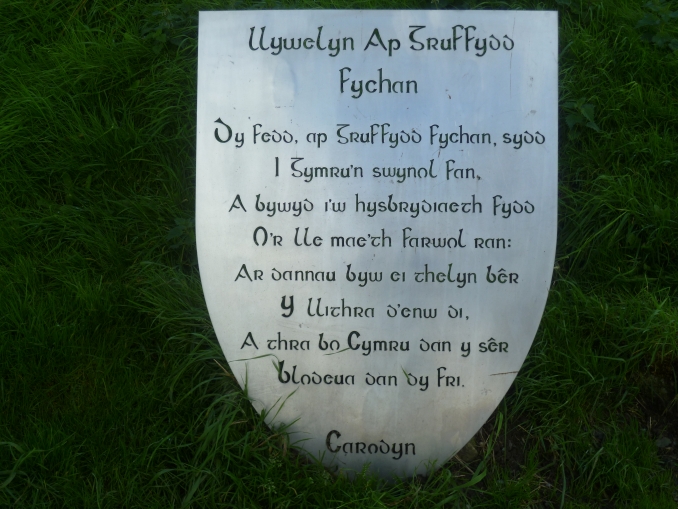 Llywelyn Ap Gruffydd
Fychan
Dy fedd, ap Gruffydd Fychan, sydd
I Gymru'n swynol fan,
A bywyd i'w hysbrydiaeth fydd
O'r lle mae'th farwol ran:
Ar dannau byw ei thelyn bêr
Y llithra d'enw di,
A thra bo Cymru dan y sêr
Blodeua dan dy fri.
Carodyn